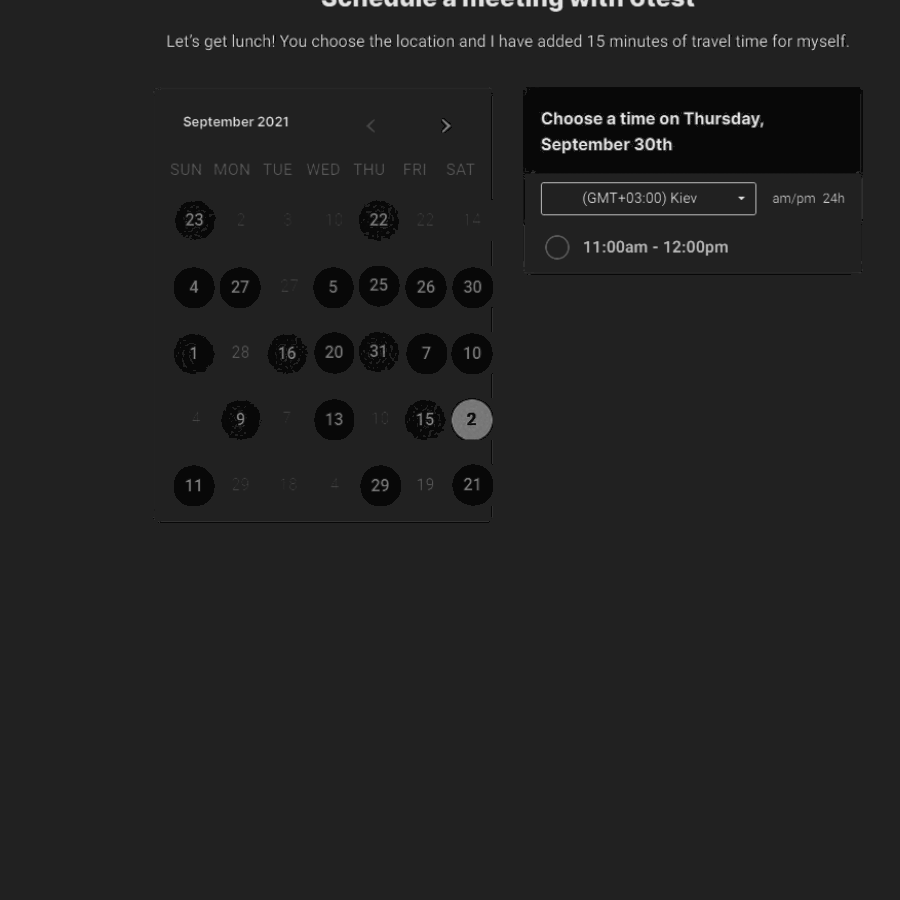 Schedule a meeting with Utest
Let's get lunch! You choose the location and I have added 15 minutes of travel time for myself.
September 2021
SUN MON TUE WED THU FRI SAT
23 2 3 10 22 22 14
4 27 27 5 25 26 30
1 28 16 20 31 7 10
4 9 7 13 10 15 2
11 29 18 4 29 19 21
Choose a time on Thursday,
September 30th
(GMT+03:00) Kiev am/pm 24h
11:00am - 12:00pm